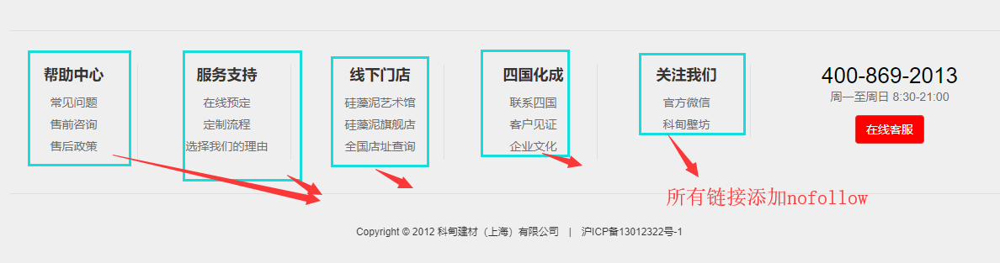 帮助中心
常见问题
售前咨询
售后政策
服务支持
在线预定
定制流程
选择我们的理由
线下门店
硅藻泥艺术馆
硅藻泥旗舰店
全国店址查询
四国化成
联系四国
客户见证
企业文化
关注我们
官方微信
科甸壁坊
400-869-2013
周一至周日 8:30-21:00
在线客服
所有链接添加nofollow
Copyright © 2012 科甸建材（上海）有限公司 | 沪ICP备13012322号-1